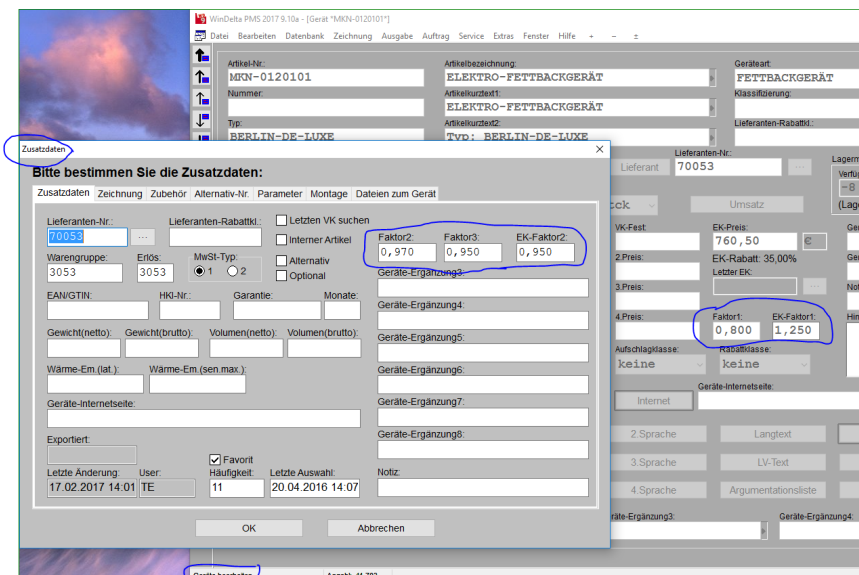 WinDelta PMS 2017 9.10a - [Gerät "MKN-0120101"]
Datei Bearbeiten Datenbank Zeichnung Ausgabe Auftrag Service Extras Fenster Hilfe + - ±
Artikel-Nr.: Artikelbezeichnung: Geräteart:
MKN-0120101 ELEKTRO-FETTBACKGERÄT FETTBACKGERÄT
Nummer: Artikelkurztext1: Klassifizierung:
ELEKTRO-FETTBACKGERÄT
Typ: Artikelkurztext2: Lieferanten-Rabattkl.:
BERLIN-DE-LUXE Typ: BERLIN-DE-LUXE
Zusatzdaten
Bitte bestimmen Sie die Zusatzdaten:
Zusatzdaten Zeichnung Zubehör Alternativ-Nr. Parameter Montage Dateien zum Gerät
Lieferanten-Nr.: Lieferanten-Rabattkl.: Letzten VK suchen
70053 ... Interner Artikel Faktor2: Faktor3: EK-Faktor2:
0,970 0,950 0,950
Warengruppe: Erlös: MwSt-Typ: Alternativ
3053 3053 1 2 Optional
Geräte-Ergänzung3:
EAN/GTIN: HKI-Nr.: Garantie: Monate: Geräte-Ergänzung4:
Gewicht(netto): Gewicht(brutto): Volumen(netto): Volumen(brutto): Geräte-Ergänzung5:
Wärme-Em.(lat.): Wärme-Em.(sen.max.): Geräte-Ergänzung6:
Geräte-Internetseite: Geräte-Ergänzung7:
Exportiert: Geräte-Ergänzung8:
Favorit
Letzte Änderung: User: Häufigkeit: Letzte Auswahl: Notiz:
17.02.2017 14:01 TE 11 20.04.2016 14:07
OK Abbrechen
Lieferanten-Nr.:
Lieferant 70053 ...
Umsatz
-8
VK-Fest: EK-Preis:
760,50 €
2.Preis: EK-Rabatt: 35,00%
Letzter EK:
...
3.Preis:
4.Preis: Faktor1: EK-Faktor1:
0,800 1,250
Aufschlagklasse: Rabattklasse:
keine keine
Geräte-Internetseite:
Internet
2.Sprache Langtext
3.Sprache LV-Text
4.Sprache Argumentationsliste
räte-Ergänzung3: Geräte-Ergänzung4: